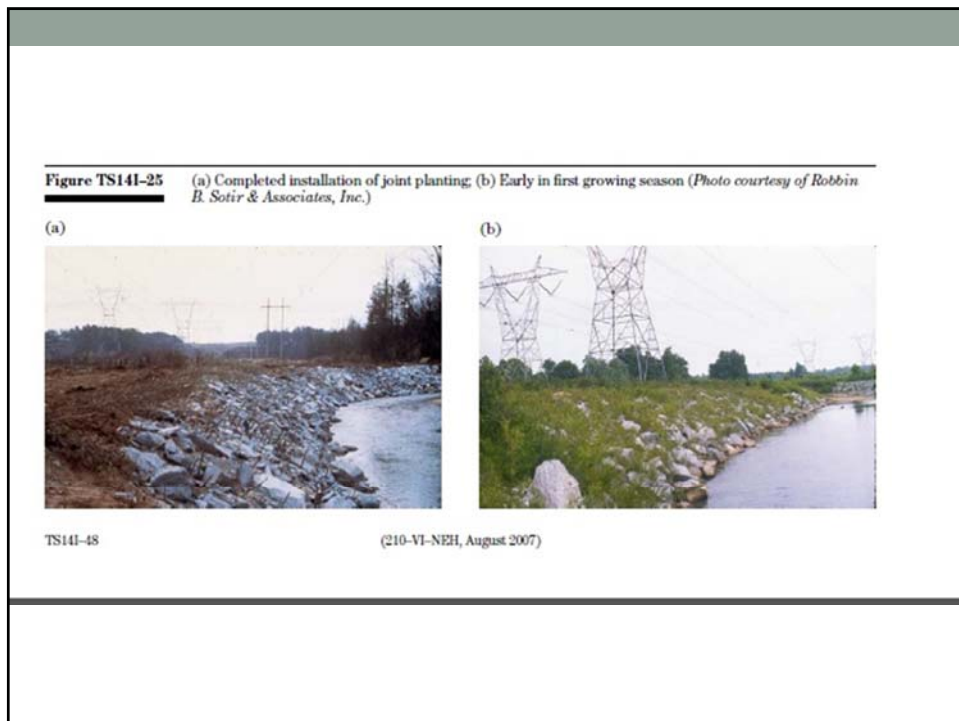 Figure TS14I–25 (a) Completed installation of joint planting; (b) Early in first growing season (Photo courtesy of Robbin
B. Sotir & Associates, Inc.)
(a) (b)
TS14I–48 (210–VI–NEH, August 2007)